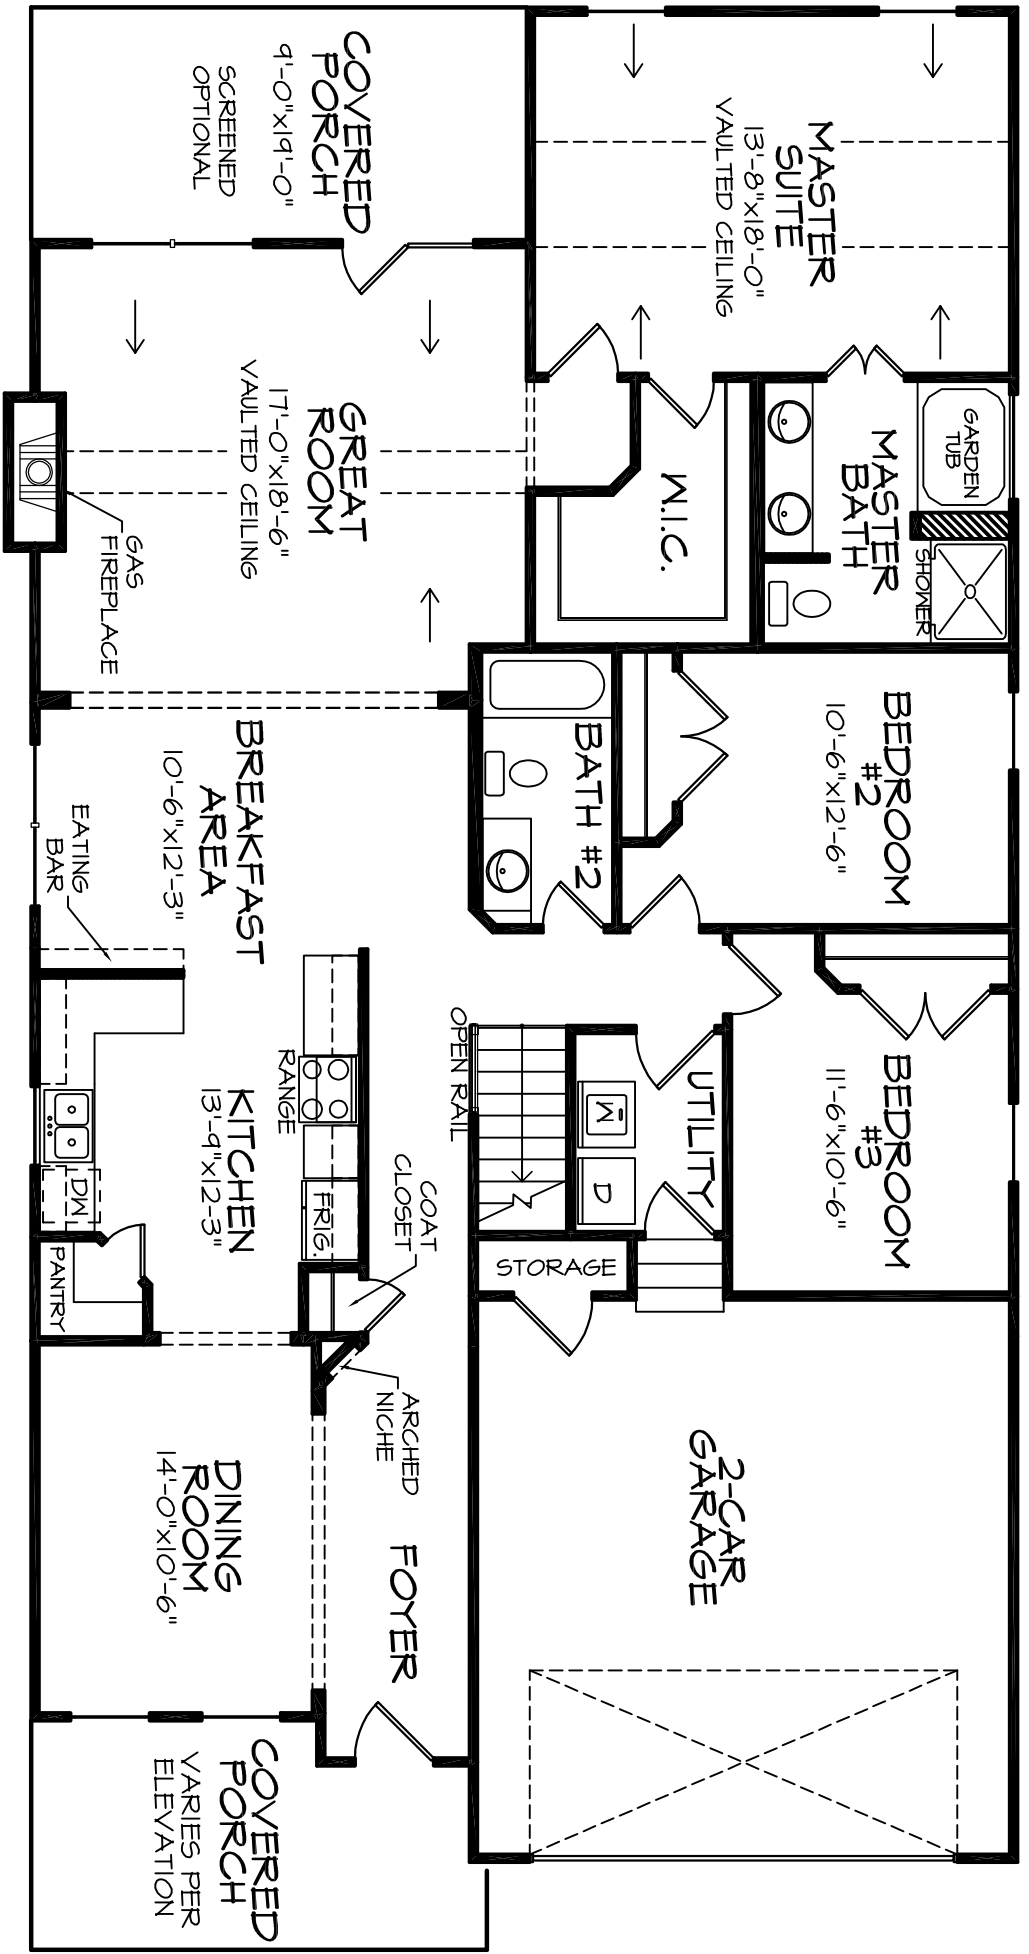 COVERED
PORCH
9'-0"x19'-0"
SCREENED
OPTIONAL
MASTER
SUITE
13'-8"x18'-0"
VAULTED CEILING
GREAT
ROOM
17'-0"x18'-6"
VAULTED CEILING
GAS
FIREPLACE
W.I.C.
MASTER
BATH
GARDEN
TUB
SHOWER
BREAKFAST
AREA
10'-6"x12'-3"
EATING
BAR
BATH #2
BEDROOM
#2
10'-6"x12'-6"
KITCHEN
13'-9"x12'-3"
RANGE
FRIG.
DW
PANTRY
OPEN RAIL
COAT
CLOSET
UTILITY
W
D
STORAGE
BEDROOM
#3
11'-6"x10'-6"
ARCHED
NICHE
DINING
ROOM
14'-0"x10'-6"
FOYER
2-CAR
GARAGE
COVERED
PORCH
VARIES PER
ELEVATION